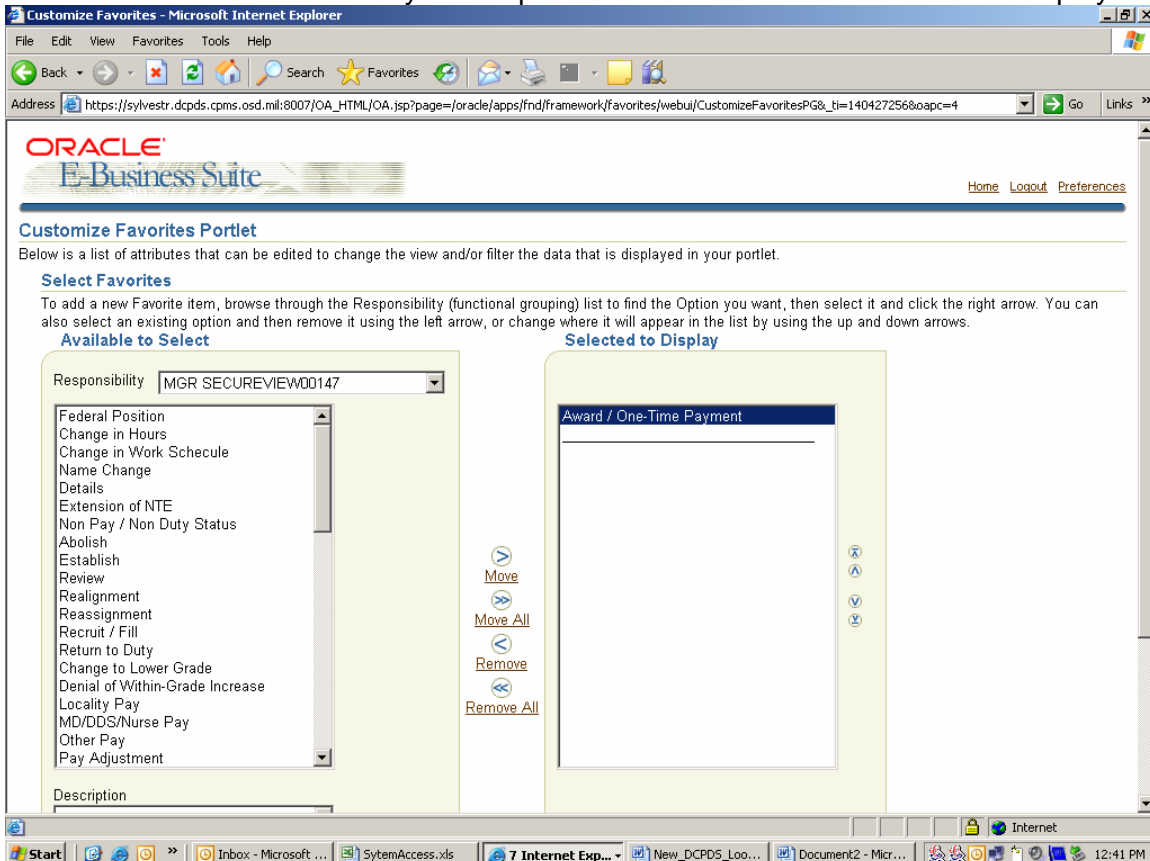 Customize Favorites - Microsoft Internet Explorer
File Edit View Favorites Tools Help
Back Search Favorites
Address https://sylvestr.dcpds.cpms.osd.mil:8007/OA_HTML/OA.jsp?page=/oracle/apps/fnd/framework/favorites/webui/CustomizeFavoritesPG&_ti=140427256&oapc=4 Go Links »
ORACLE
E-Business Suite
Home Logout Preferences
Customize Favorites Portlet
Below is a list of attributes that can be edited to change the view and/or filter the data that is displayed in your portlet.
Select Favorites
To add a new Favorite item, browse through the Responsibility (functional grouping) list to find the Option you want, then select it and click the right arrow. You can
also select an existing option and then remove it using the left arrow, or change where it will appear in the list by using the up and down arrows.
Available to Select
Responsibility MGR SECUREVIEW00147
Federal Position
Change in Hours
Change in Work Schecule
Name Change
Details
Extension of NTE
Non Pay / Non Duty Status
Abolish
Establish
Review
Realignment
Reassignment
Recruit / Fill
Return to Duty
Change to Lower Grade
Denial of Within-Grade Increase
Locality Pay
MD/DDS/Nurse Pay
Other Pay
Pay Adjustment
Description
Move
Move All
Remove
Remove All
Selected to Display
Award / One-Time Payment
Internet
Start » Inbox - Microsoft ... SytemAccess.xls 7 Internet Exp... New_DCPDS_Loo... Document2 - Micr... 12:41 PM